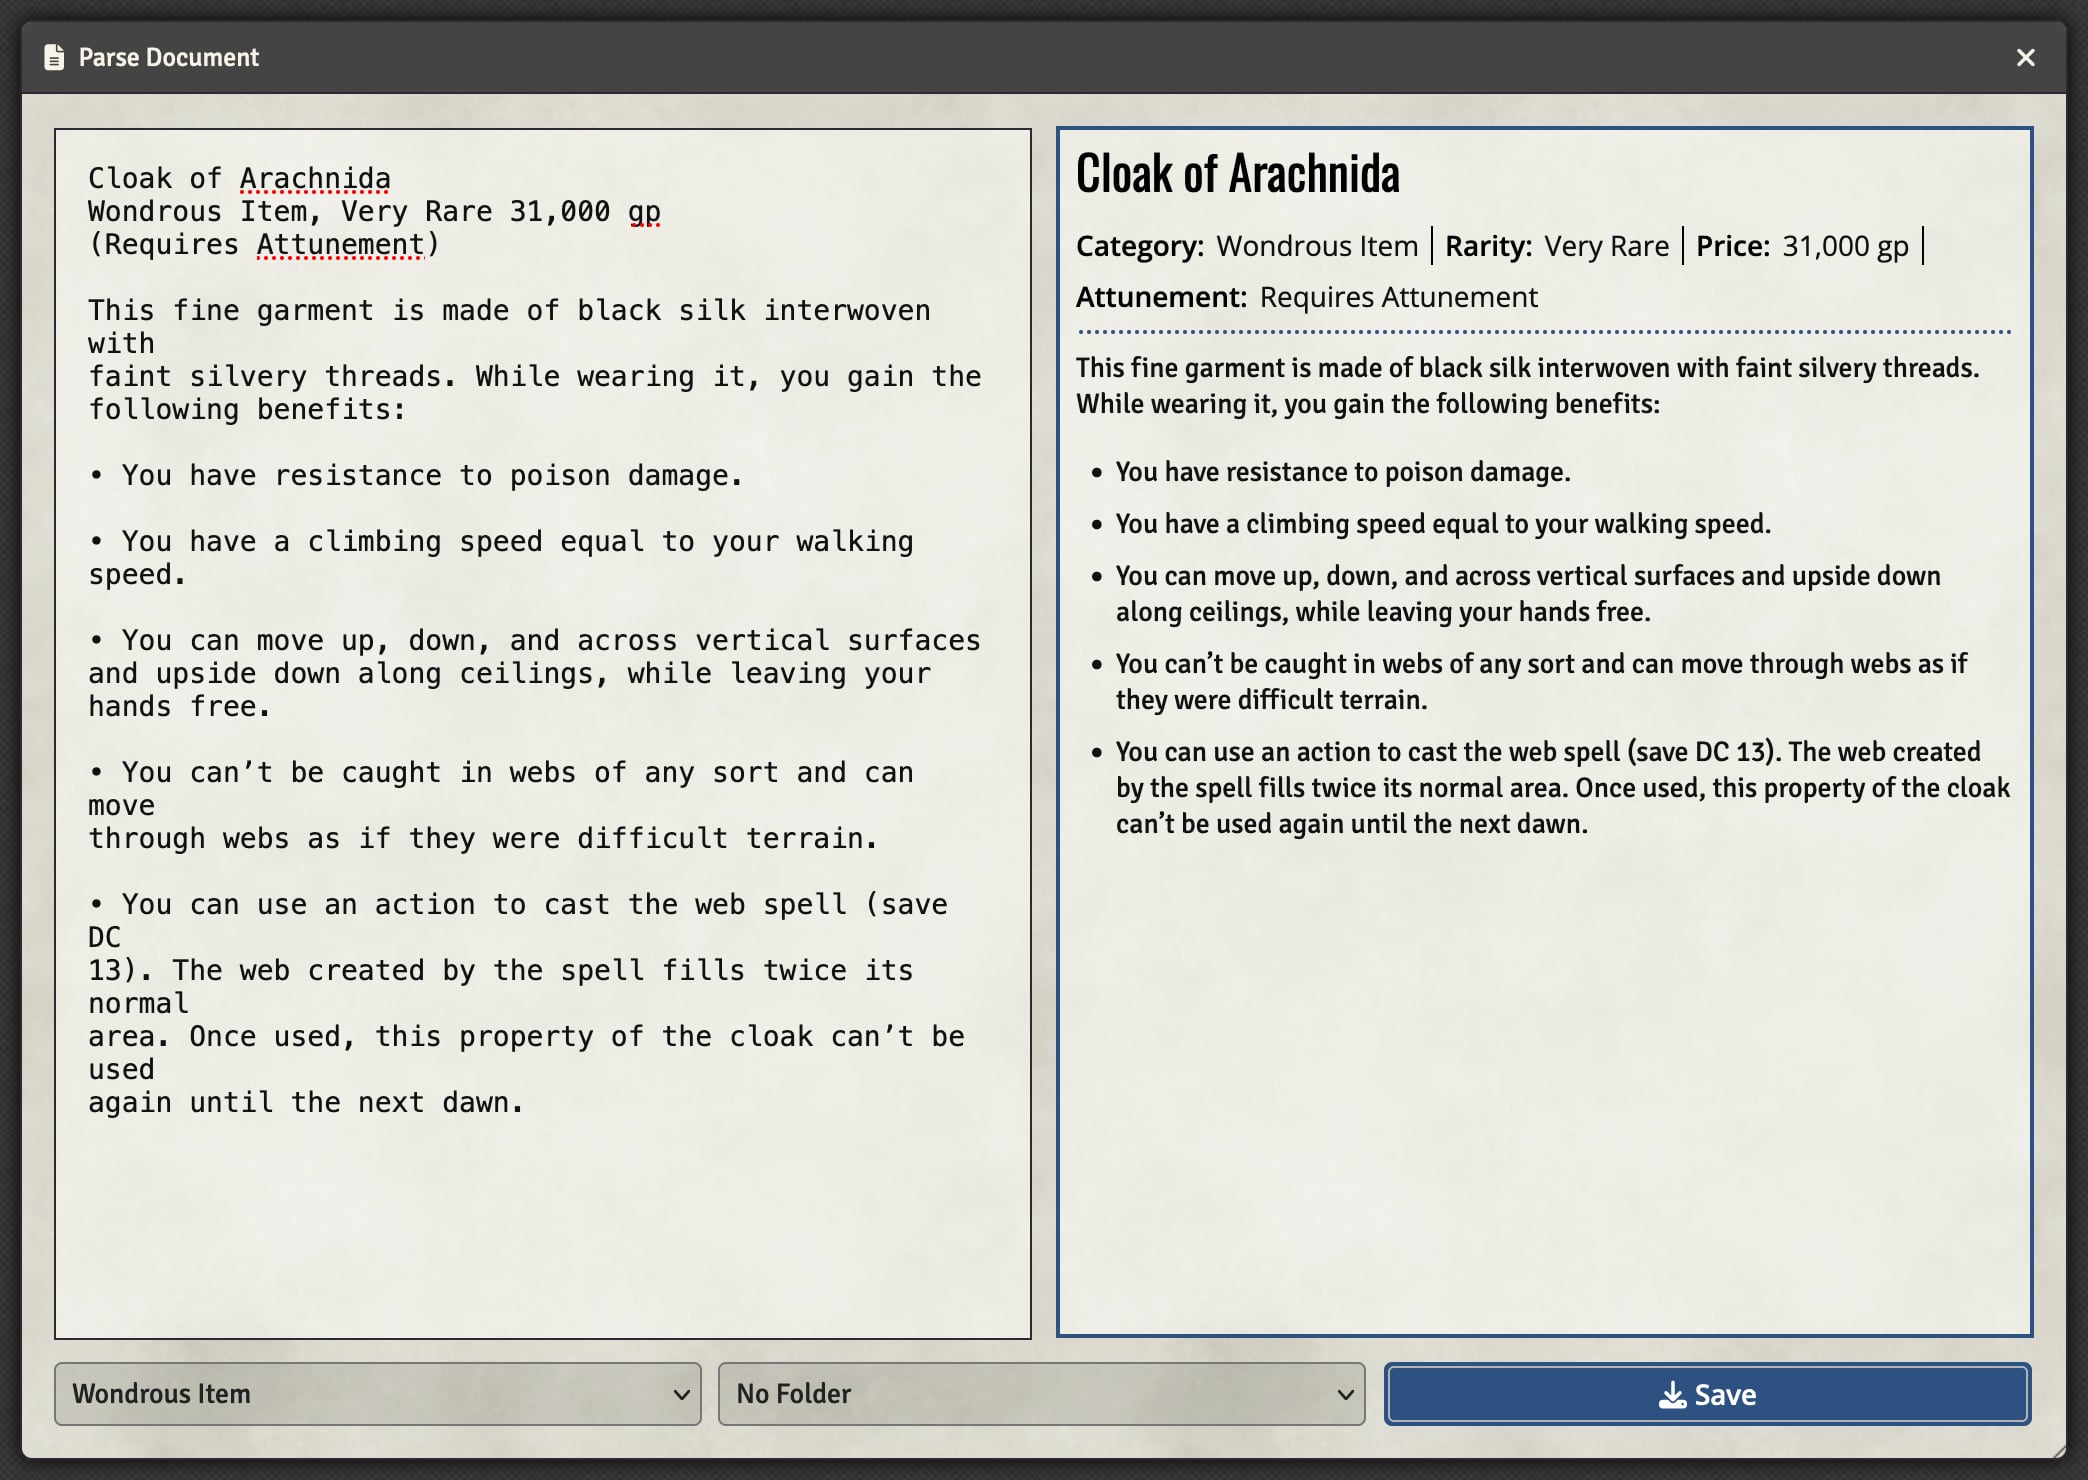 Parse Document
Cloak of Arachnida
Wondrous Item, Very Rare 31,000 gp
(Requires Attunement)
This fine garment is made of black silk interwoven
with
faint silvery threads. While wearing it, you gain the
following benefits:
• You have resistance to poison damage.
• You have a climbing speed equal to your walking
speed.
• You can move up, down, and across vertical surfaces
and upside down along ceilings, while leaving your
hands free.
• You can’t be caught in webs of any sort and can
move
through webs as if they were difficult terrain.
• You can use an action to cast the web spell (save
DC
13). The web created by the spell fills twice its
normal
area. Once used, this property of the cloak can’t be
used
again until the next dawn.
Cloak of Arachnida
Category: Wondrous Item | Rarity: Very Rare | Price: 31,000 gp |
Attunement: Requires Attunement
This fine garment is made of black silk interwoven with faint silvery threads.
While wearing it, you gain the following benefits:
• You have resistance to poison damage.
• You have a climbing speed equal to your walking speed.
• You can move up, down, and across vertical surfaces and upside down
along ceilings, while leaving your hands free.
• You can’t be caught in webs of any sort and can move through webs as if
they were difficult terrain.
• You can use an action to cast the web spell (save DC 13). The web created
by the spell fills twice its normal area. Once used, this property of the cloak
can’t be used again until the next dawn.
Wondrous Item
No Folder
Save